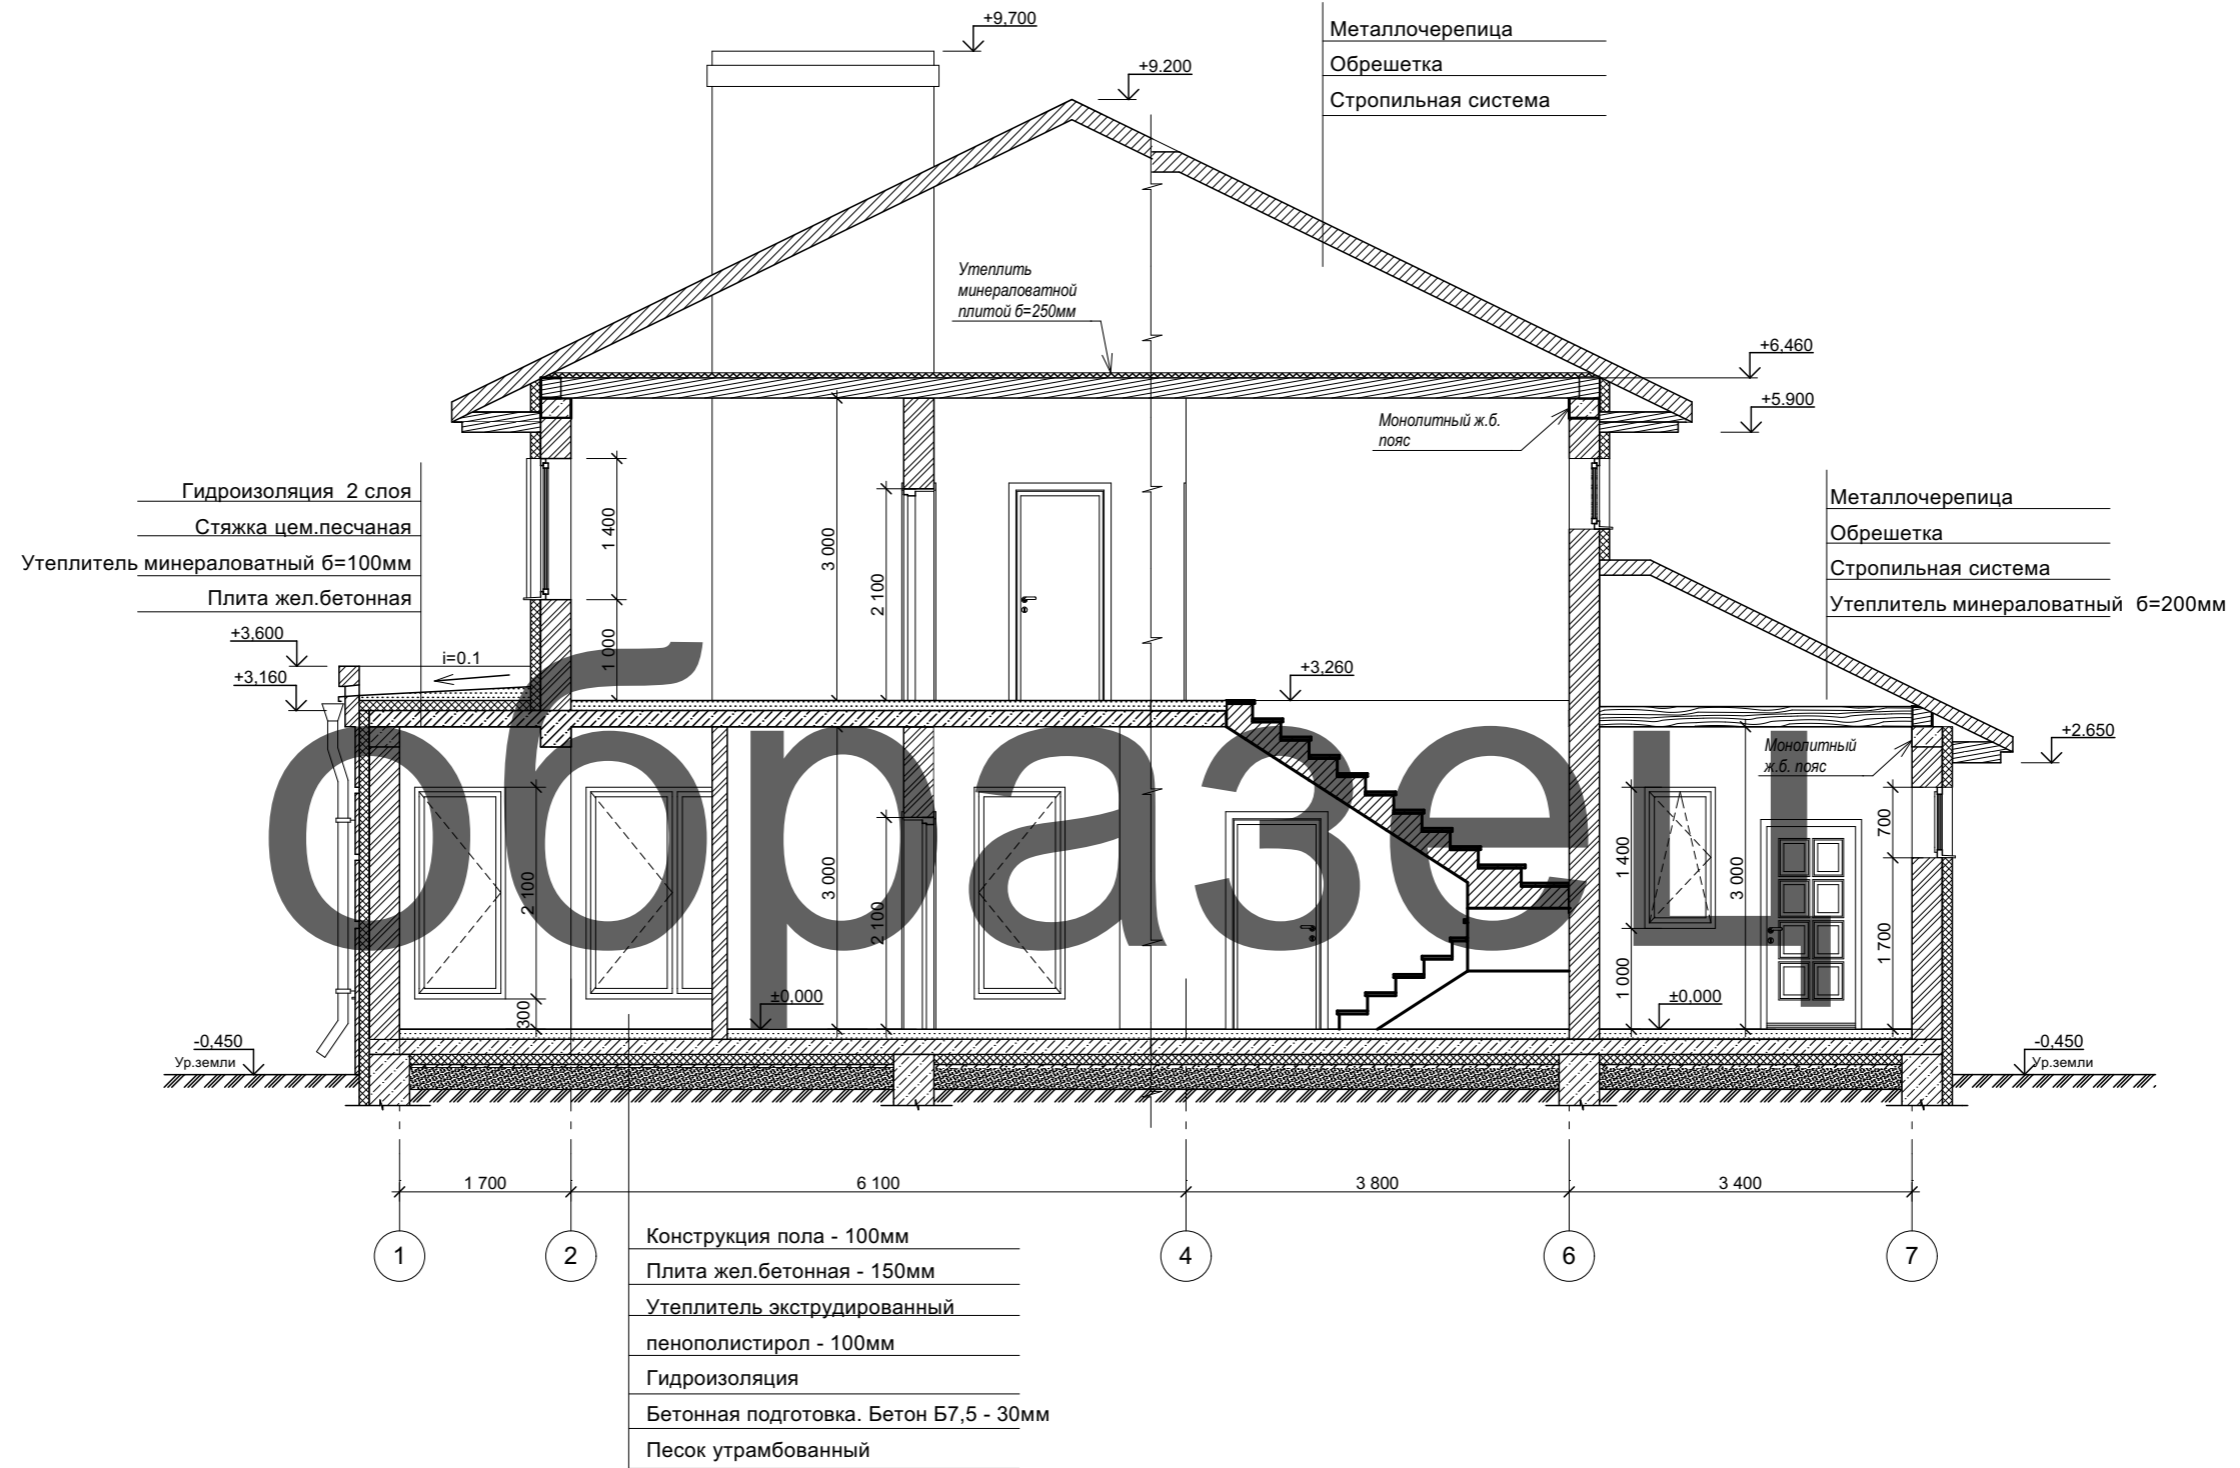 +9,700
+9.200
Металлочерепица
Обрешетка
Стропильная система
Утеплить
минераловатной
плитой б=250мм
+6,460
+5.900
Монолитный ж.б.
пояс
Гидроизоляция 2 слоя
Стяжка цем.песчаная
Утеплитель минераловатный б=100мм
Плита жел.бетонная
Металлочерепица
Обрешетка
Стропильная система
Утеплитель минераловатный б=200мм
1 400
3 000
2 100
1 000
+3,600
i=0.1
+3,160
+3,260
+2.650
Монолитный
ж.б. пояс
образец
2 100
300
3 000
2 100
1 400
1 000
3 000
700
1 700
±0,000
±0,000
-0,450
Ур.земли
-0,450
Ур.земли
1 700
6 100
3 800
3 400
1
2
4
6
7
Конструкция пола - 100мм
Плита жел.бетонная - 150мм
Утеплитель экструдированный
пенополистирол - 100мм
Гидроизоляция
Бетонная подготовка. Бетон Б7,5 - 30мм
Песок утрамбованный